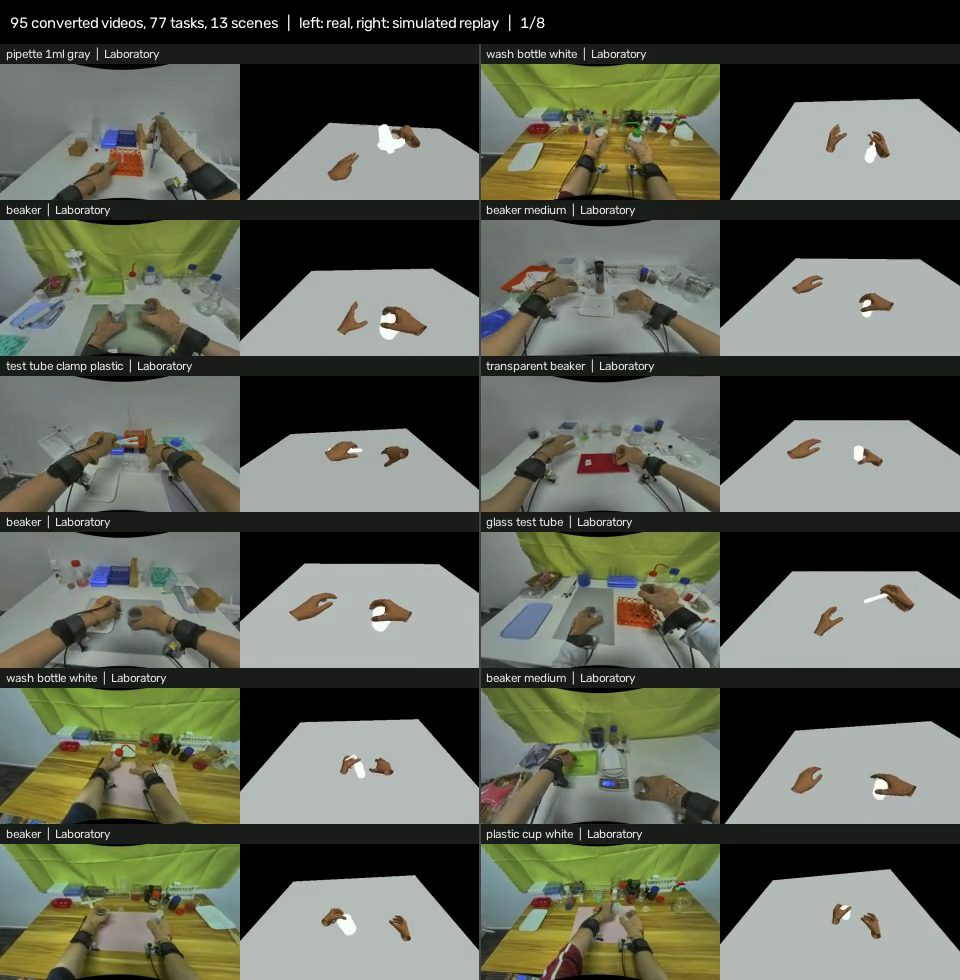 95 converted videos, 77 tasks, 13 scenes | left: real, right: simulated replay | 1/8
pipette 1ml gray | Laboratory
wash bottle white | Laboratory
beaker | Laboratory
beaker medium | Laboratory
test tube clamp plastic | Laboratory
transparent beaker | Laboratory
beaker | Laboratory
glass test tube | Laboratory
wash bottle white | Laboratory
beaker medium | Laboratory
beaker | Laboratory
plastic cup white | Laboratory